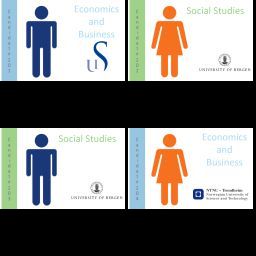 Economics
and
Business
uS
Social Studies
UNIVERSITY OF BERGEN
Social Studies
UNIVERSITY OF BERGEN
Economics
and
Business
NTNU – Trondheim
Norwegian University of
Science and Technology